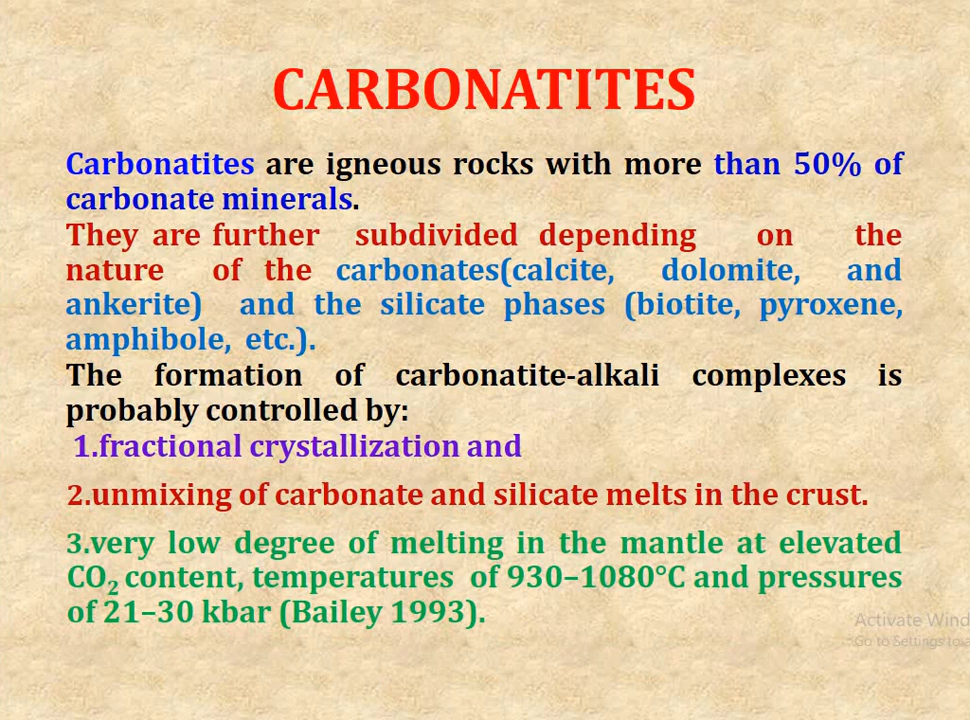 CARBONATITES
Carbonatites are igneous rocks with more than 50% of
carbonate minerals.
They are further subdivided depending on the
nature of the carbonates(calcite, dolomite, and
ankerite) and the silicate phases (biotite, pyroxene,
amphibole, etc.).
The formation of carbonatite-alkali complexes is
probably controlled by:
1.fractional crystallization and
2.unmixing of carbonate and silicate melts in the crust.
3.very low degree of melting in the mantle at elevated
CO₂ content, temperatures of 930–1080°C and pressures
of 21–30 kbar (Bailey 1993).
Activate Wind
Go to Settings to a